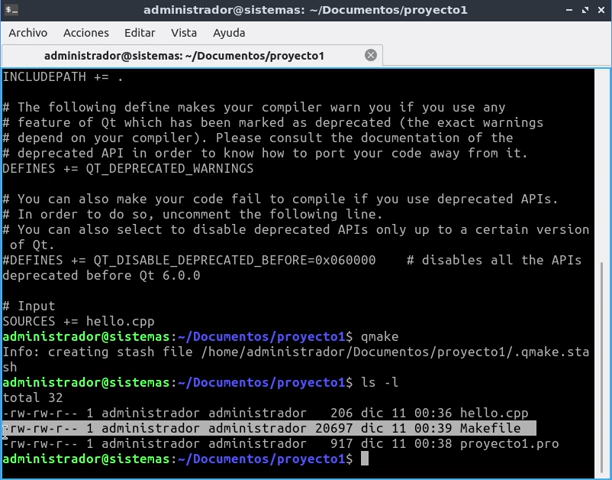 administrador@sistemas: ~/Documentos/proyecto1
Archivo Acciones Editar Vista Ayuda
administrador@sistemas: ~/Documentos/proyecto1
INCLUDEPATH += .
# The following define makes your compiler warn you if you use any
# feature of Qt which has been marked as deprecated (the exact warnings
# depend on your compiler). Please consult the documentation of the
# deprecated API in order to know how to port your code away from it.
DEFINES += QT_DEPRECATED_WARNINGS
# You can also make your code fail to compile if you use deprecated APIs.
# In order to do so, uncomment the following line.
# You can also select to disable deprecated APIs only up to a certain version
of Qt.
#DEFINES += QT_DISABLE_DEPRECATED_BEFORE=0x060000    # disables all the APIs
deprecated before Qt 6.0.0
# Input
SOURCES += hello.cpp
administrador@sistemas:~/Documentos/proyecto1$ qmake
Info: creating stash file /home/administrador/Documentos/proyecto1/.qmake.sta
sh
administrador@sistemas:~/Documentos/proyecto1$ ls -l
total 32
-rw-rw-r-- 1 administrador administrador   206 dic 11 00:36 hello.cpp
-rw-rw-r-- 1 administrador administrador 20697 dic 11 00:39 Makefile
-rw-rw-r-- 1 administrador administrador   917 dic 11 00:38 proyecto1.pro
administrador@sistemas:~/Documentos/proyecto1$